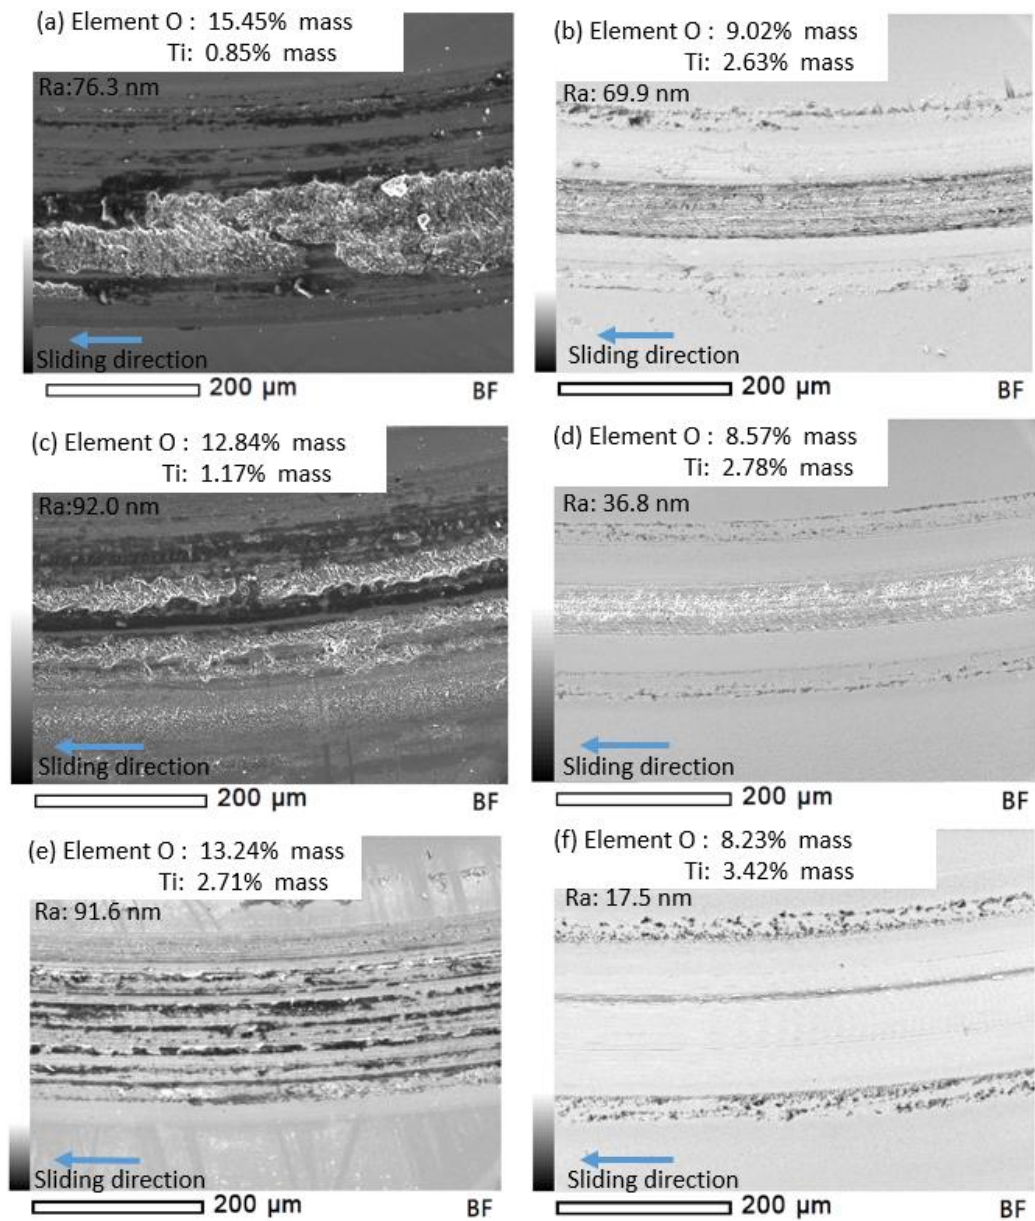 (a) Element O : 15.45% mass
Ti: 0.85% mass
Ra:76.3 nm
Sliding direction
200 μm
BF
(b) Element O : 9.02% mass
Ti: 2.63% mass
Ra: 69.9 nm
Sliding direction
200 μm
BF
(c) Element O : 12.84% mass
Ti: 1.17% mass
Ra:92.0 nm
Sliding direction
200 μm
BF
(d) Element O : 8.57% mass
Ti: 2.78% mass
Ra: 36.8 nm
Sliding direction
200 μm
BF
(e) Element O : 13.24% mass
Ti: 2.71% mass
Ra: 91.6 nm
Sliding direction
200 μm
BF
(f) Element O : 8.23% mass
Ti: 3.42% mass
Ra: 17.5 nm
Sliding direction
200 μm
BF